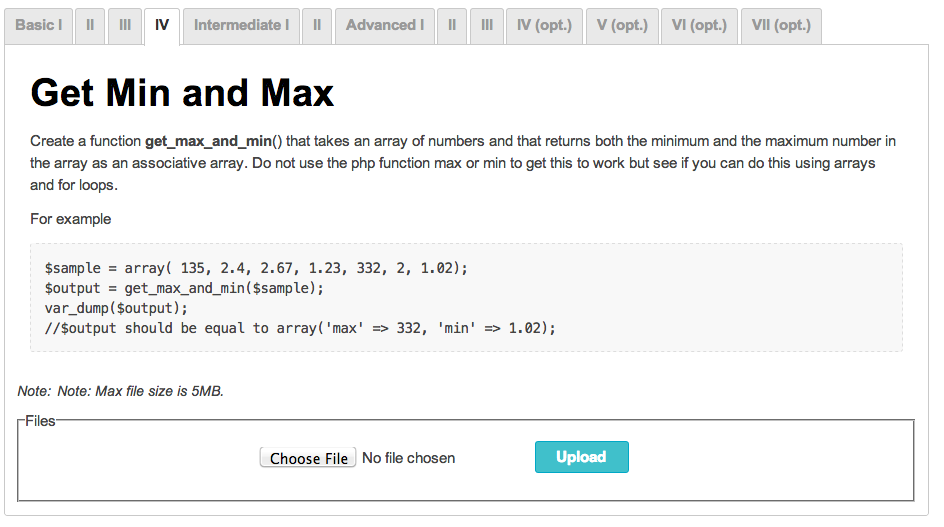 Basic I II III IV Intermediate I II Advanced I II III IV (opt.) V (opt.) VI (opt.) VII (opt.)
Get Min and Max
Create a function get_max_and_min() that takes an array of numbers and that returns both the minimum and the maximum number in
the array as an associative array. Do not use the php function max or min to get this to work but see if you can do this using arrays
and for loops.
For example
$sample = array( 135, 2.4, 2.67, 1.23, 332, 2, 1.02);
$output = get_max_and_min($sample);
var_dump($output);
//$output should be equal to array('max' => 332, 'min' => 1.02);
Note: Note: Max file size is 5MB.
Files
Choose File No file chosen Upload